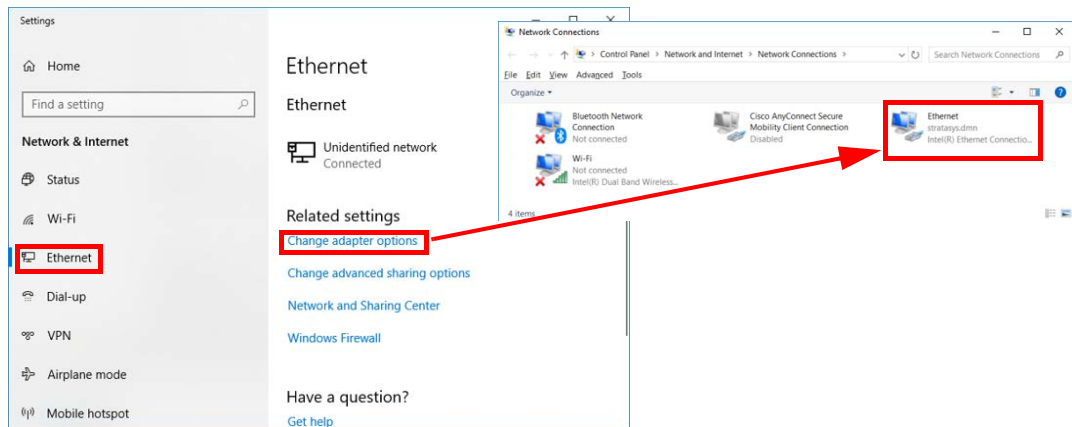 Settings
Home
Find a setting
Network & Internet
Status
Wi-Fi
Ethernet
Dial-up
VPN
Airplane mode
Mobile hotspot
Ethernet
Ethernet
Unidentified network
Connected
Related settings
Change adapter options
Change advanced sharing options
Network and Sharing Center
Windows Firewall
Have a question?
Get help
Network Connections
Control Panel > Network and Internet > Network Connections >
Search Network Connections
File Edit View Advanced Tools
Organize
Bluetooth Network
Connection
Not connected
Cisco AnyConnect Secure
Mobility Client Connection
Disabled
Ethernet
stratasys.dmn
Intel(R) Ethernet Connectio...
Wi-Fi
Not connected
Intel(R) Dual Band Wireless...
4 items